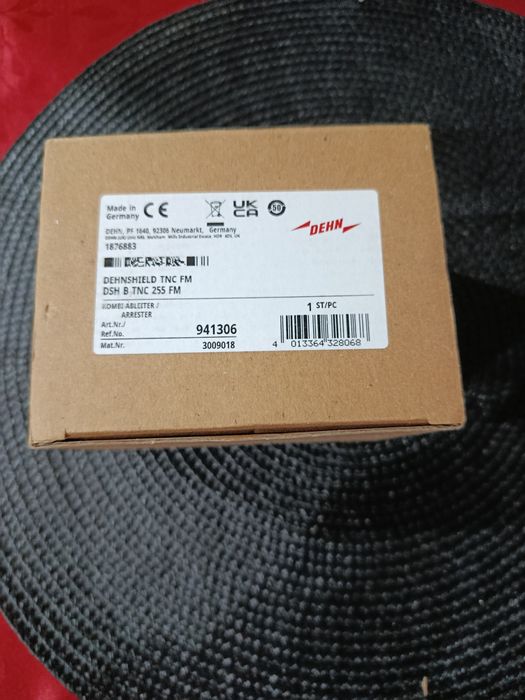 Made in
Germany
CE
UK
CA
50
DEHN
DEHN, PF 1640, 92306 Neumarkt, Germany
1876883
DEHNSHIELD TNC FM
DSH B TNC 255 FM
KOMBI-ABLEITER /
ARRESTER
1 ST/PC
Art.Nr./
Ref.No.
941306
Mat.Nr.
3009018
4 013364 328068